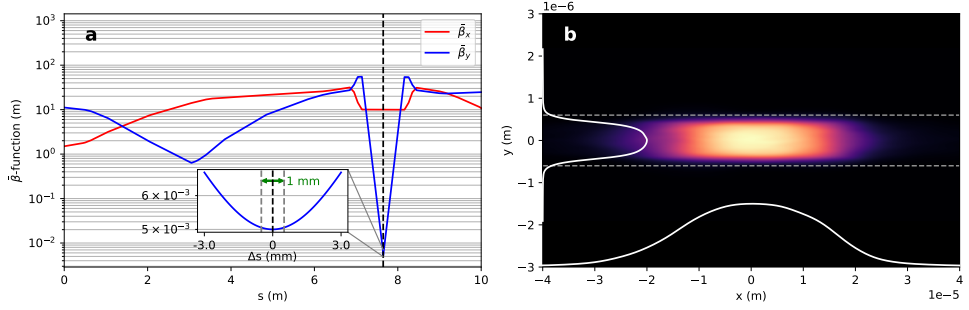 a
β̄_x
β̄_y
β̄-function (m)
10³
10²
10¹
10⁰
10⁻¹
10⁻²
6 × 10⁻³
5 × 10⁻³
1 mm
-3.0 0 3.0
Δs (mm)
0 2 4 6 8 10
s (m)
1e−6
b
y (m)
3
2
1
0
−1
−2
−3
−4 −3 −2 −1 0 1 2 3 4
1e−5
x (m)